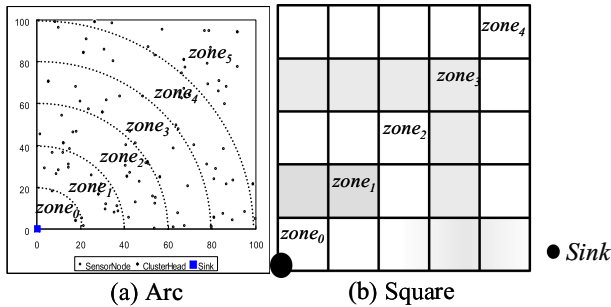 100
80
60
40
20
0
0 20 40 60 80 100
zone5
zone4
zone3
zone2
zone1
zone0
SensorNode ClusterHead Sink
(a) Arc
zone4
zone3
zone2
zone1
zone0
Sink
(b) Square